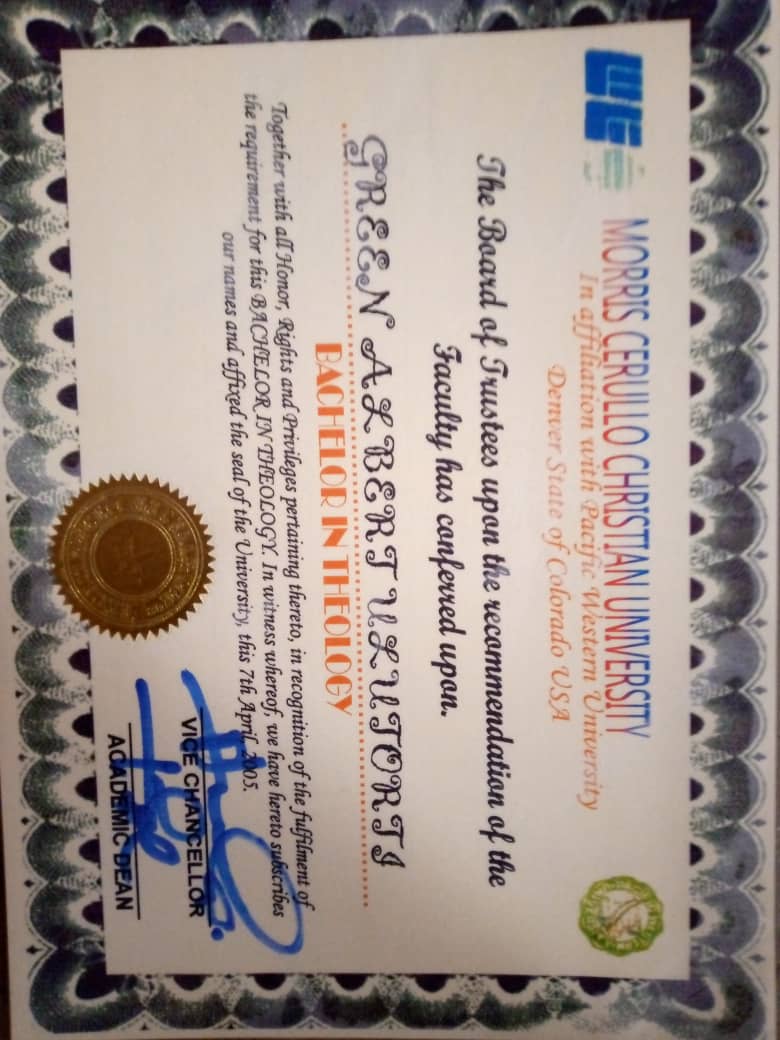 MORRIS CERULLO CHRISTIAN UNIVERSITY
In affiliation with Pacific Western University
Denver State of Colorado USA
The Board of Trustees upon the recommendation of the
Faculty has conferred upon.
GREEN ALBERT ULUTORTI
BACHELOR IN THEOLOGY
Together with all Honor, Rights and Privileges pertaining thereto, in recognition of the fulfilment of
the requirement for this BACHELOR IN THEOLOGY. In witness whereof, we have hereto subscribes
our names and affixed the seal of the University, this 7th April, 2005.
VICE CHANCELLOR
ACADEMIC DEAN